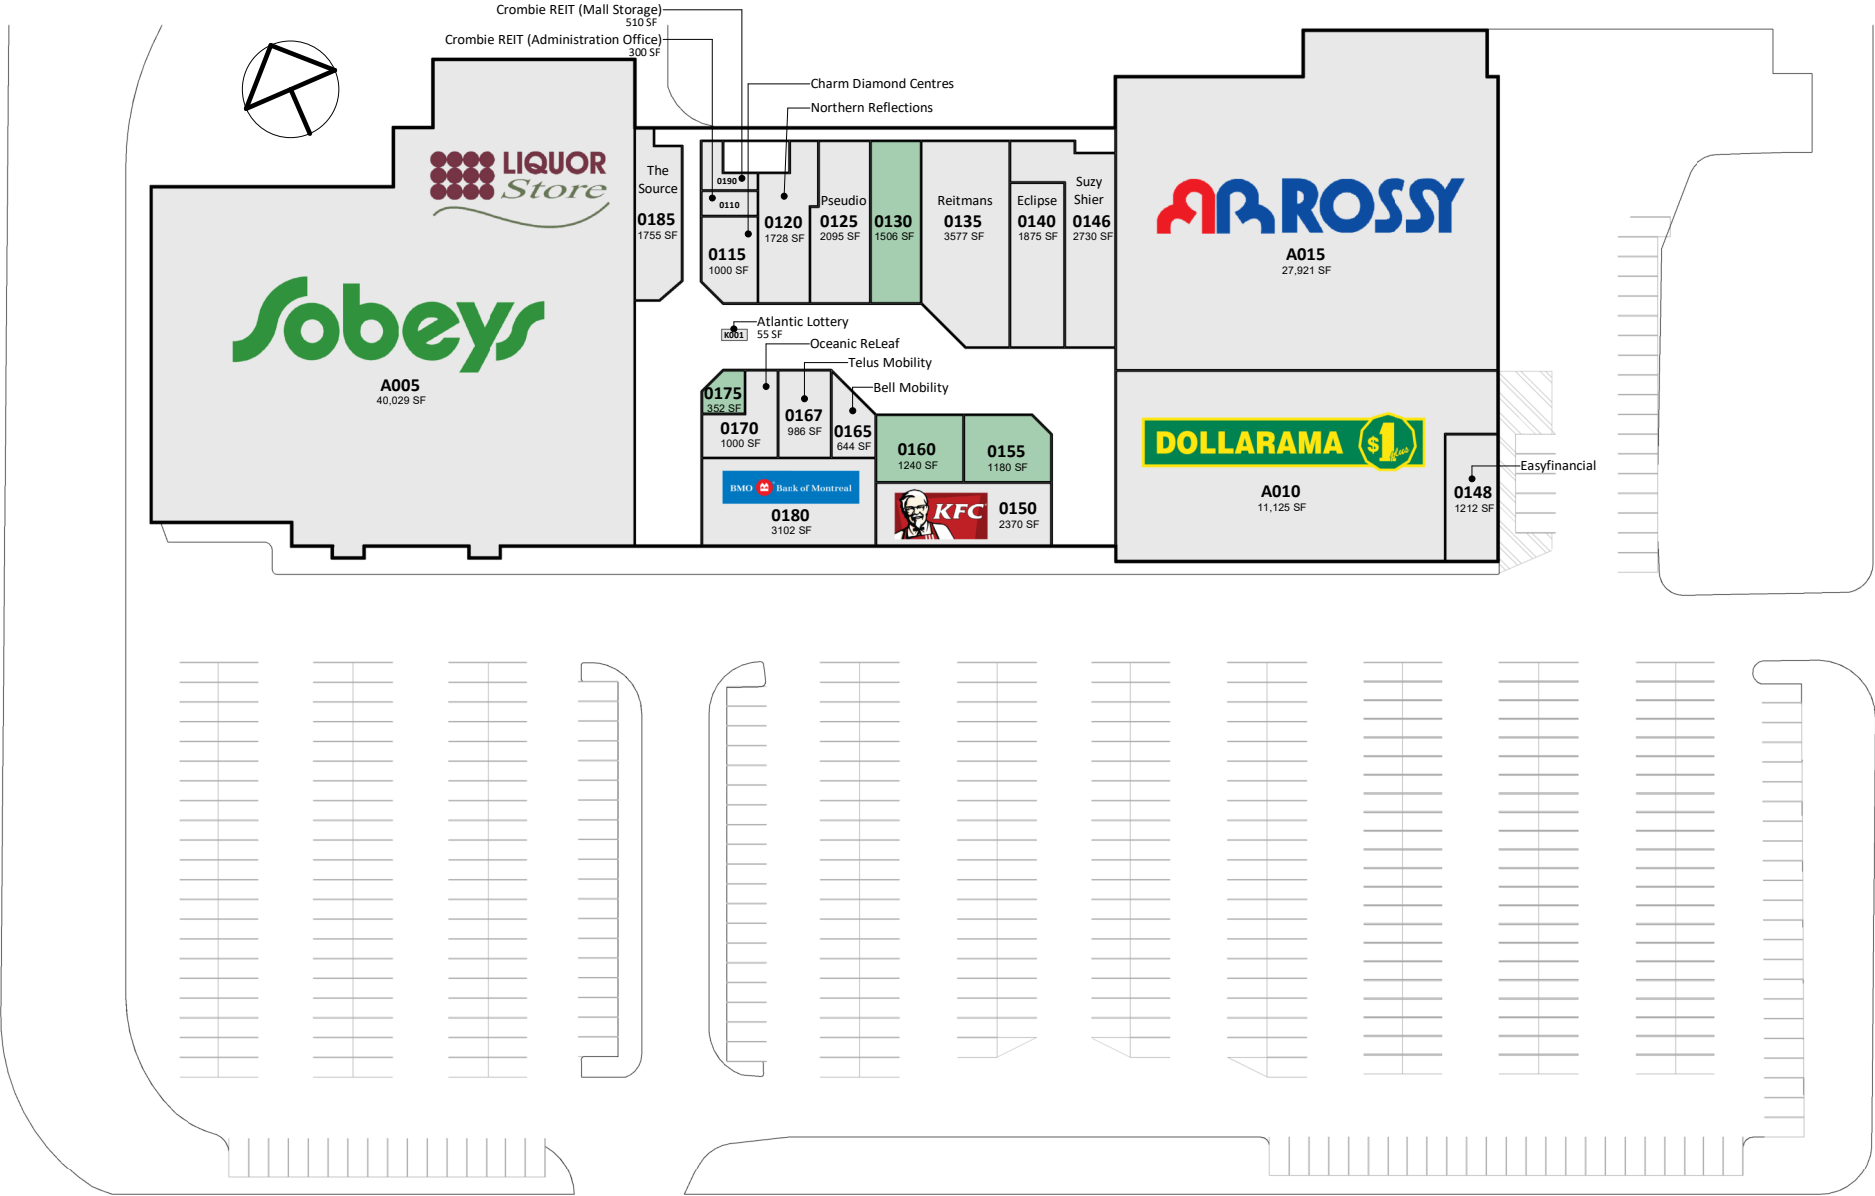 Crombie REIT (Mall Storage)
510 SF
Crombie REIT (Administration Office)
300 SF
Charm Diamond Centres
Northern Reflections
LIQUOR
Store
The
Source
0185
1755 SF
0190
0110
0115
1000 SF
0120
1728 SF
Pseudio
0125
2095 SF
0130
1506 SF
Reitmans
0135
3577 SF
Eclipse
0140
1875 SF
Suzy
Shier
0146
2730 SF
ROSSY
A015
27,921 SF
Sobeys
A005
40,029 SF
K001
Atlantic Lottery
55 SF
Oceanic ReLeaf
Telus Mobility
Bell Mobility
0175
352 SF
0170
1000 SF
0167
986 SF
0165
644 SF
0160
1240 SF
0155
1180 SF
BMO Bank of Montreal
0180
3102 SF
KFC
0150
2370 SF
DOLLARAMA $1 plus
A010
11,125 SF
Easyfinancial
0148
1212 SF